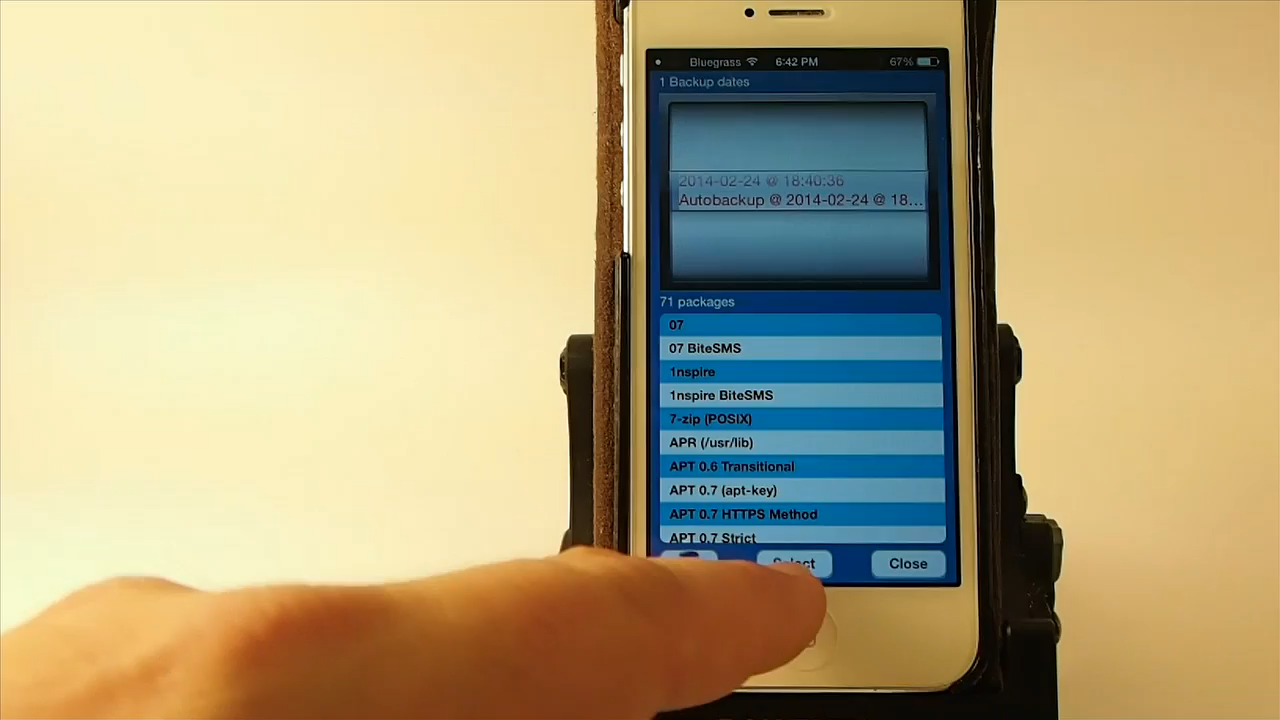 Bluegrass 6:42 PM 67%
1 Backup dates
2014-02-24 @ 18:40:36
Autobackup @ 2014-02-24 @ 18...
71 packages
07
07 BiteSMS
1nspire
1nspire BiteSMS
7-zip (POSIX)
APR (/usr/lib)
APT 0.6 Transitional
APT 0.7 (apt-key)
APT 0.7 HTTPS Method
APT 0.7 Strict
Select Close